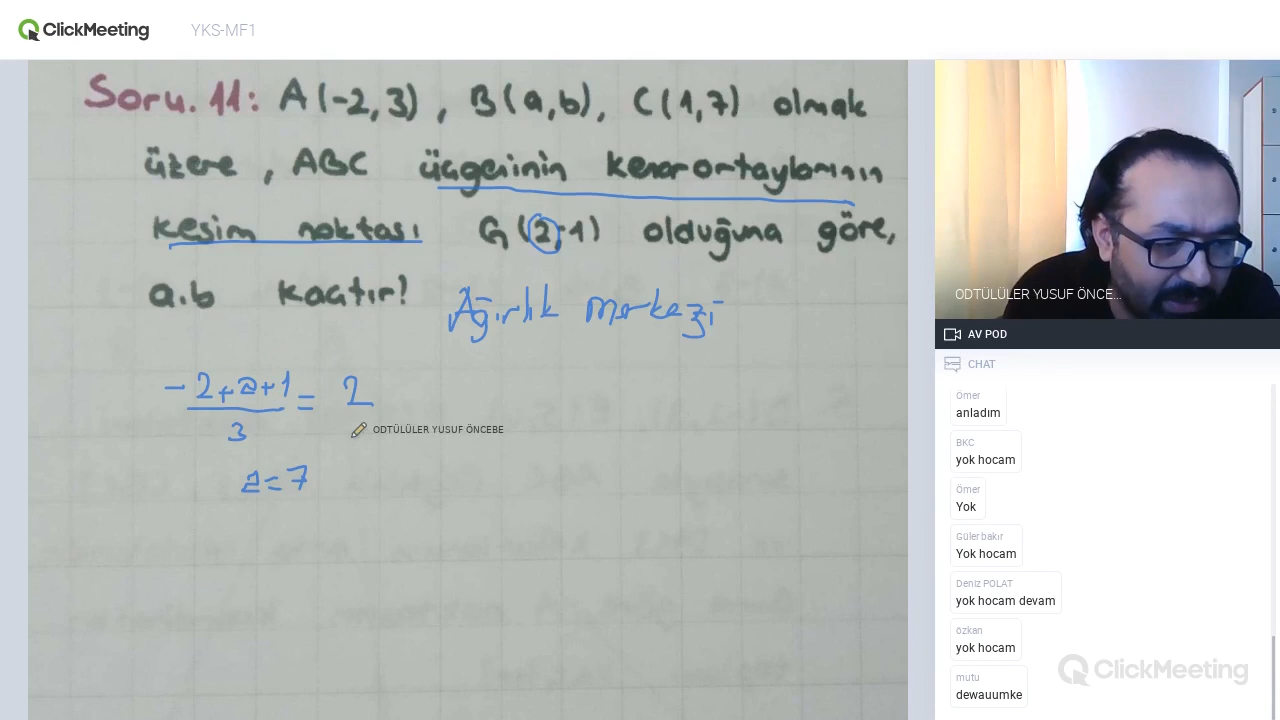 ClickMeeting YKS-MF1
Soru.11: A(-2,3), B(a,b), C(1,7) olmak
üzere, ABC üçgeninin kenarortaylarının
kesim noktası G(2,-1) olduğuna göre,
a.b kaçtır?
Ağırlık merkezi
-2+a+1
3
= 2
a=7
ODTÜLÜLER YUSUF ÖNCEBE
ODTÜLÜLER YUSUF ÖNCE...
AV POD
CHAT
Ömer
anladım
BKC
yok hocam
Ömer
Yok
Güler bakır
Yok hocam
Deniz POLAT
yok hocam devam
özkan
yok hocam
mutu
dewauumke
ClickMeeting